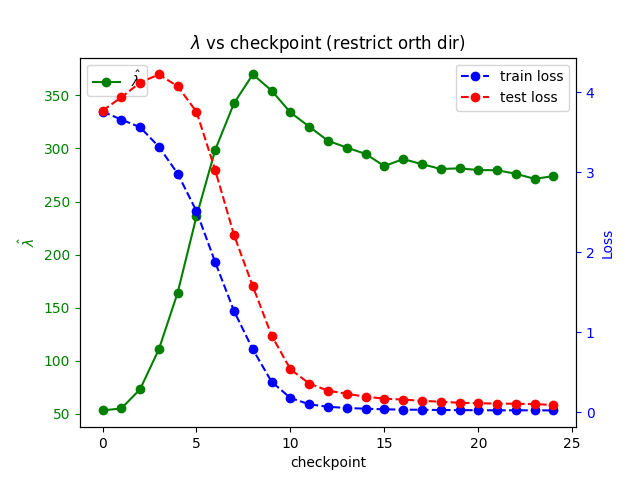 λ vs checkpoint (restrict orth dir)
λ̂
train loss
test loss
350
300
250
200
150
100
50
λ̂
4
3
2
1
0
Loss
0 5 10 15 20 25
checkpoint